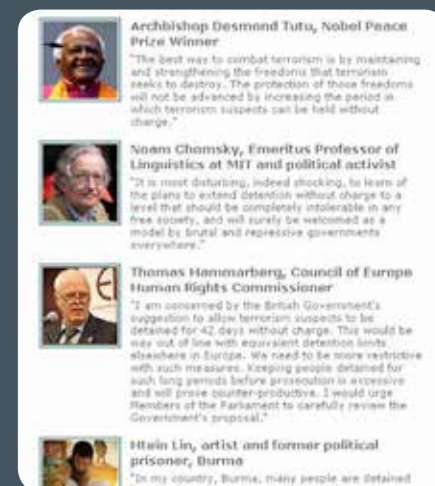 Archbishop Desmond Tutu, Nobel Peace
Prize Winner
"The best way to combat terrorism is by maintaining
and strengthening the freedoms that terrorism
seeks to destroy. The protection of those freedoms
will not be advanced by increasing the period in
which terrorism suspects can be held without
charge."
Noam Chomsky, Emeritus Professor of
Linguistics at MIT and political activist
"It is most disturbing, indeed shocking, to learn of
the plans to extend detention without charge to a
level that should be completely intolerable in any
free society, and will surely be welcomed as a
model by brutal and repressive governments
everywhere."
Thomas Hammarberg, Council of Europe
Human Rights Commissioner
"I am concerned by the British Government's
suggestion to allow terrorism suspects to be
detained for 42 days without charge. This would be
way out of line with equivalent detention limits
elsewhere in Europe. We need to be more restrictive
with such measures. Keeping people detained for
such long periods before prosecution is excessive
and will prove counter-productive. I would urge
Members of the Parliament to carefully review the
Government's proposal."
Htein Lin, artist and former political
prisoner, Burma
"In my country, Burma, many people are detained